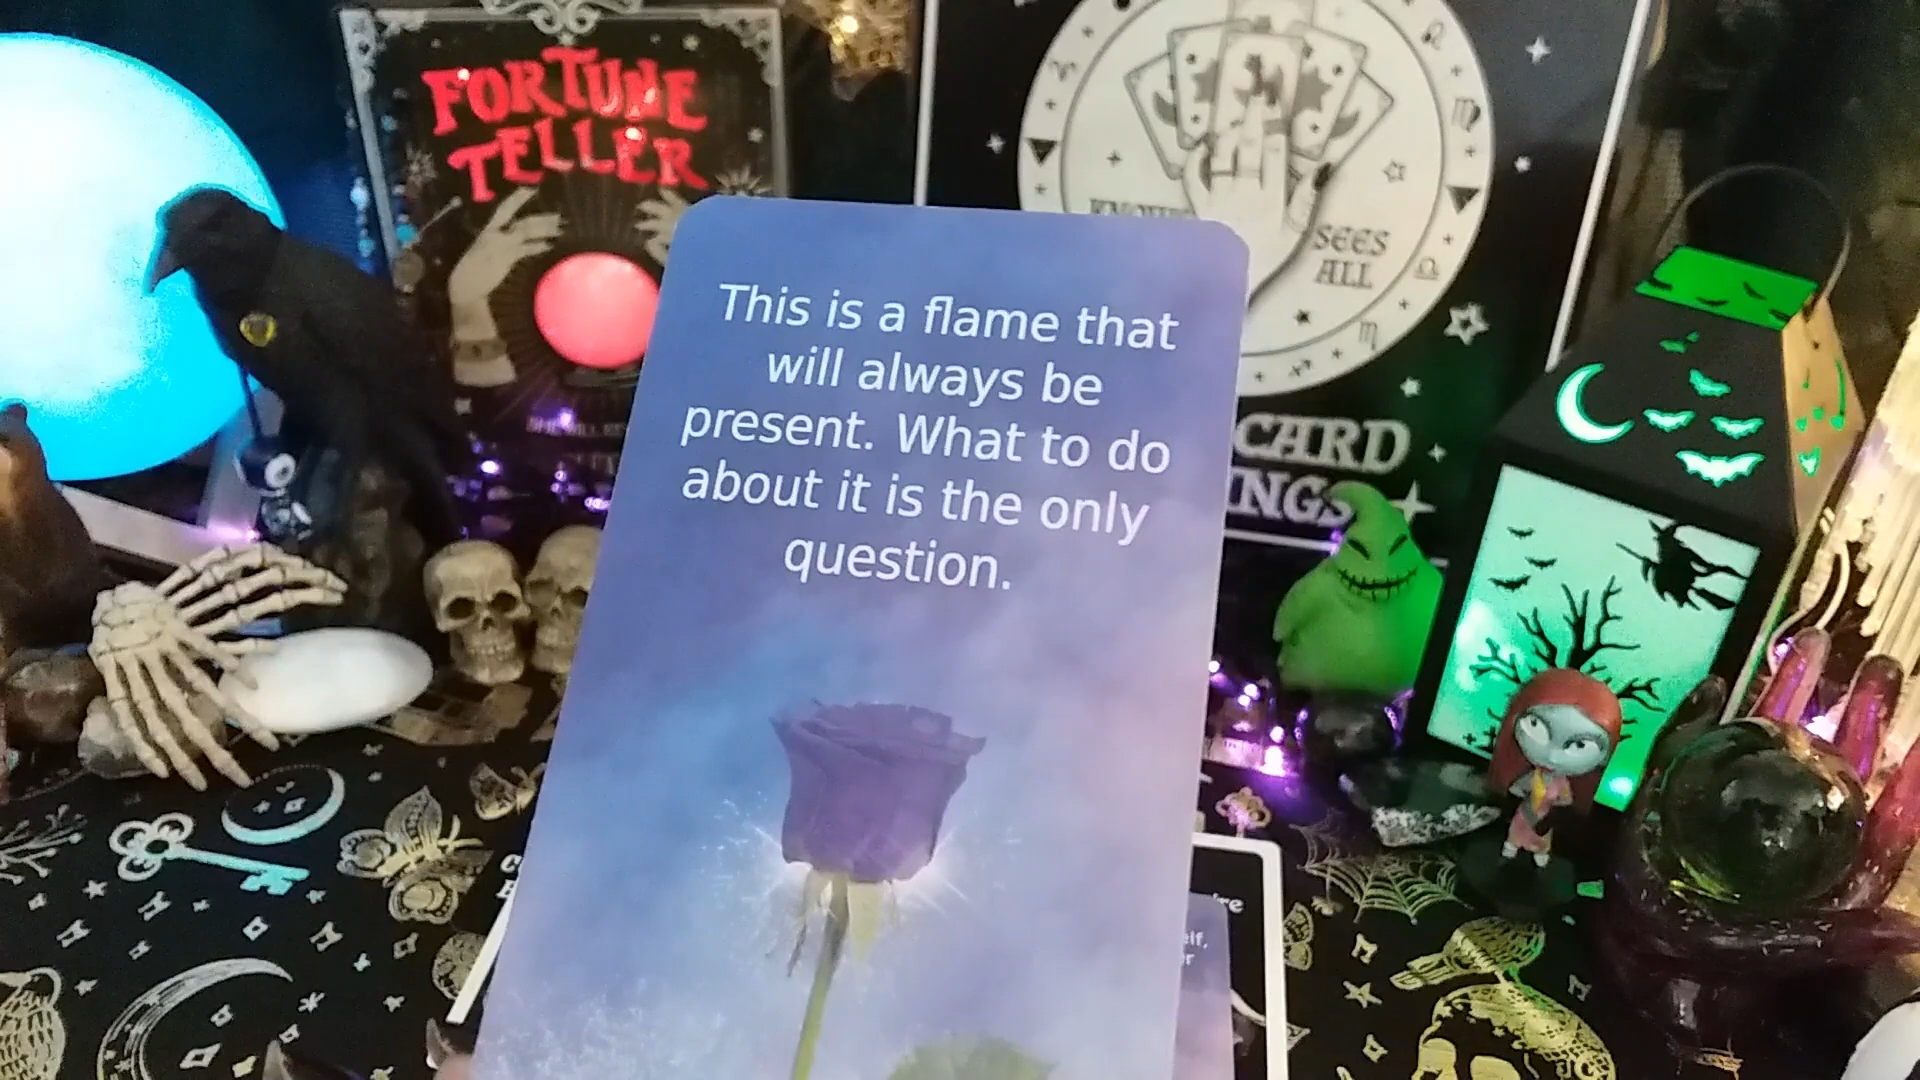 FORTUNE
TELLER
SEES
ALL
CARD
This is a flame that
will always be
present. What to do
about it is the only
question.